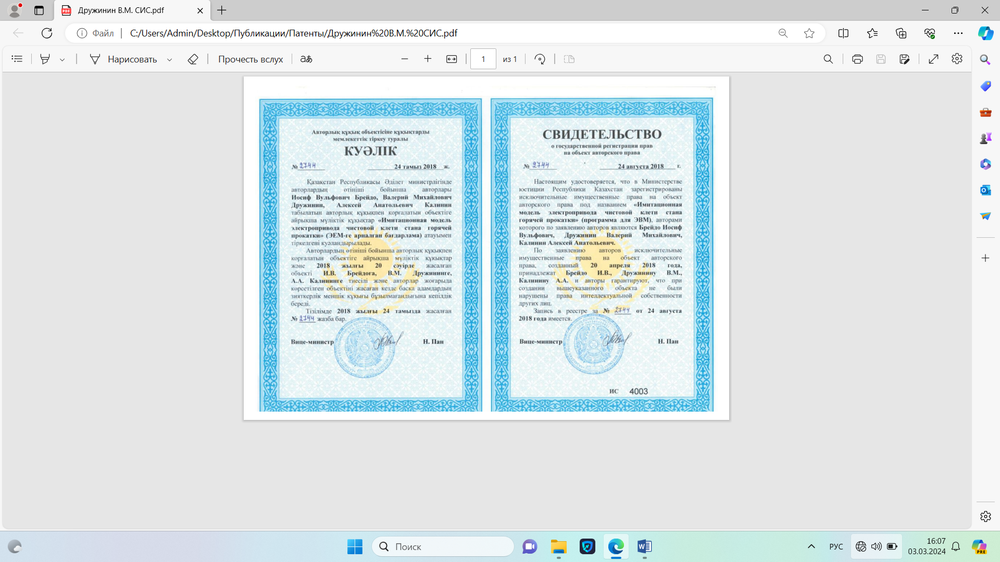 Дружинин В.М. СИС.pdf
Файл
C:/Users/Admin/Desktop/Публикации/Патенты/Дружинин%20В.М.%20СИС.pdf
Нарисовать
Прочесть вслух
aあ
1
из 1
Авторлық құқық объектісіне құқықтарды
мемлекеттік тіркеу туралы
КУӘЛІК
№ 2744
24 тамыз 2018 ж.
Қазақстан Республикасы Әділет министрлігінде
авторлардың өтініші бойынша авторлары
Иосиф Вульфович Брейдо, Валерий Михайлович
Дружинин, Алексей Анатольевич Калинин
табылатын авторлық құқықпен қорғалатын объектіге
айрықша мүліктік құқықтар «Имитационная модель
электропривода чистовой клети стана горячей
прокатки» (ЭЕМ-ге арналған бағдарлама) атауымен
тіркелгені куәландырылады.
Авторлардың өтініші бойынша авторлық құқықпен
қорғалатын объектіге айрықша мүліктік құқықтар
және 2018 жылғы 20 сәуірде жасалған
объекті И.В. Брейдоға, В.М. Дружининге,
А.А. Калининге тиесілі және авторлар жоғарыда
көрсетілген объектіні жасаған кезде басқа адамдардың
зияткерлік меншік құқығы бұзылмағандығына кепілдік
береді.
Тізілімде 2018 жылғы 24 тамызда жасалған
№ 2744 жазба бар.
Вице-министр
Н. Пан
СВИДЕТЕЛЬСТВО
о государственной регистрации прав
на объект авторского права
№ 2744
24 августа 2018 г.
Настоящим удостоверяется, что в Министерстве
юстиции Республики Казахстан зарегистрированы
исключительные имущественные права на объект
авторского права под названием «Имитационная
модель электропривода чистовой клети стана
горячей прокатки» (программа для ЭВМ), авторами
которого по заявлению авторов являются Брейдо Иосиф
Вульфович, Дружинин Валерий Михайлович,
Калинин Алексей Анатольевич.
По заявлению авторов исключительные
имущественные права на объект авторского
права, созданный 20 апреля 2018 года,
принадлежат Брейдо И.В., Дружинину В.М.,
Калинину А.А. и авторы гарантируют, что при
создании вышеуказанного объекта не были
нарушены права интеллектуальной собственности
других лиц.
Запись в реестре за № 2744 от 24 августа
2018 года имеется.
Вице-министр
Н. Пан
ИС 4003
Поиск
РУС
16:07
03.03.2024
PRE